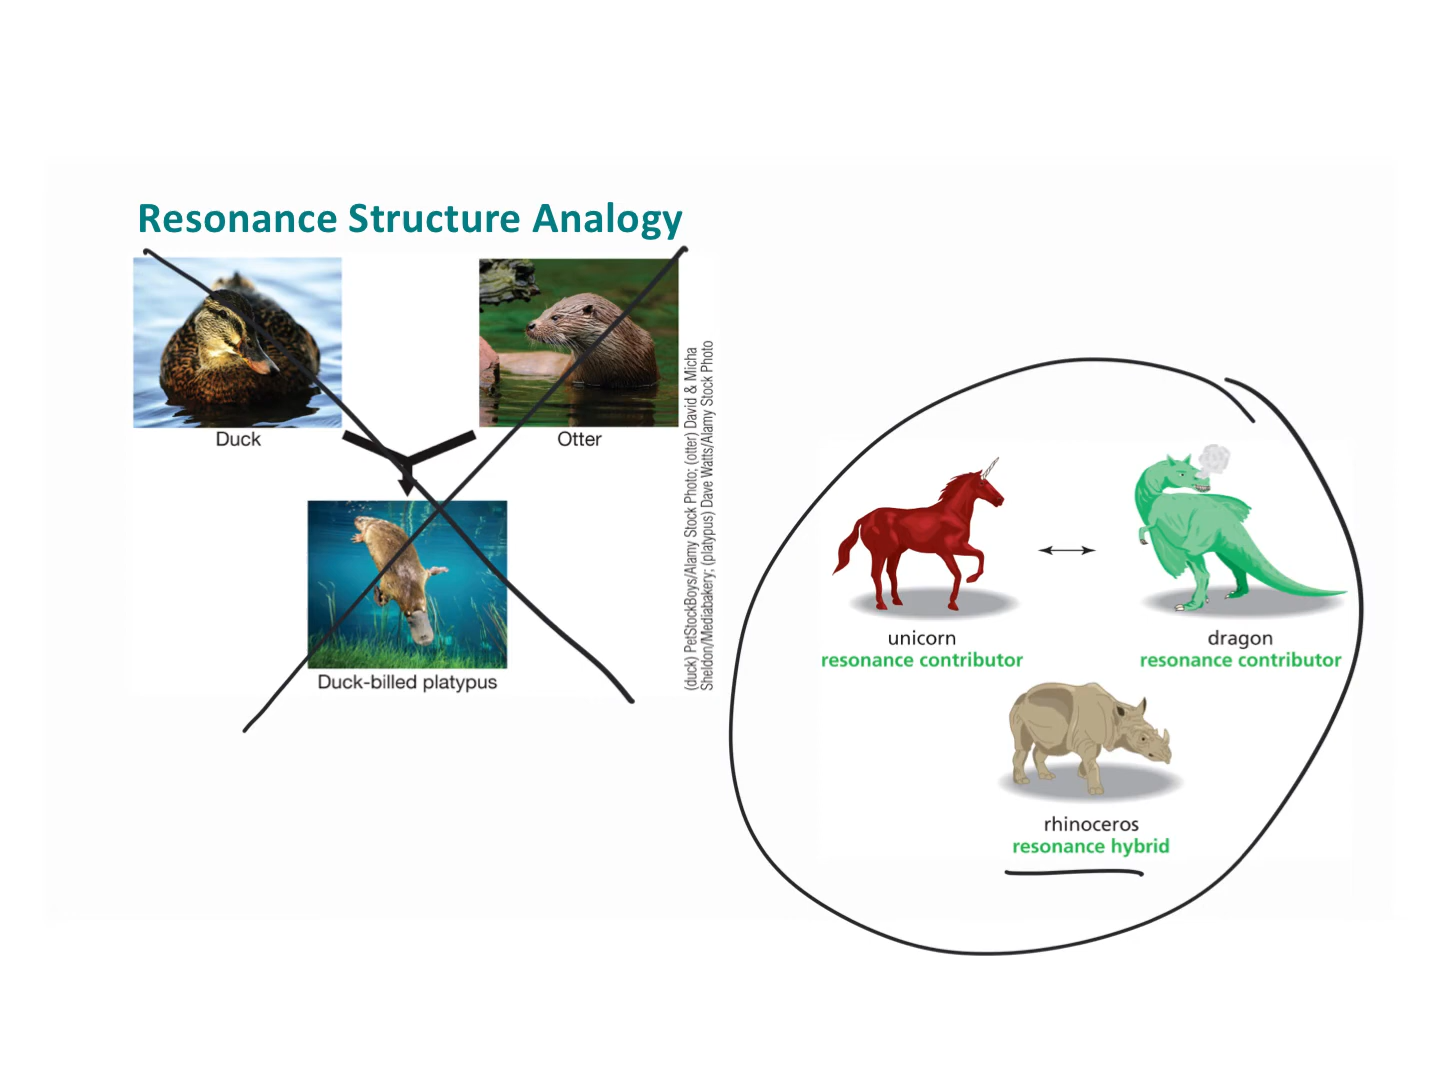 Resonance Structure Analogy
Duck
Otter
Duck-billed platypus
(duck) PetStockBoys/Alamy Stock Photo; (otter) David & Micha
Sheldon/Mediabakery; (platypus) Dave Watts/Alamy Stock Photo
unicorn
resonance contributor
dragon
resonance contributor
rhinoceros
resonance hybrid